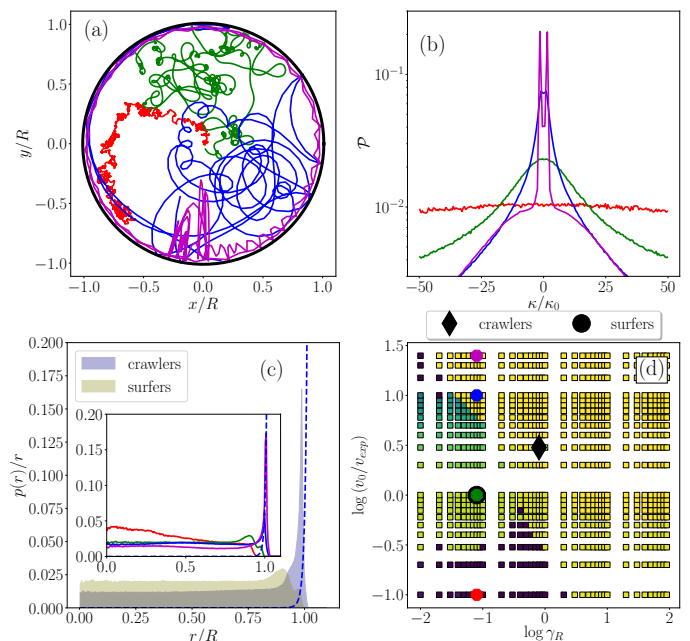 (a)
1.0
0.5
0.0
−0.5
−1.0
y/R
−1.0 −0.5 0.0 0.5 1.0
x/R
(b)
10⁻¹
10⁻²
𝒫
−50 −25 0 25 50
κ/κ₀
crawlers surfers
(c)
crawlers
surfers
0.200
0.175
0.150
0.125
0.100
0.075
0.050
0.025
0.000
p(r)/r
0.20
0.15
0.10
0.05
0.00
0.0 0.5 1.0
0.00 0.25 0.50 0.75 1.00
r/R
(d)
1.5
1.0
0.5
0.0
−0.5
−1.0
log (v₀/vₑₓₚ)
−2 −1 0 1 2
log γ_R